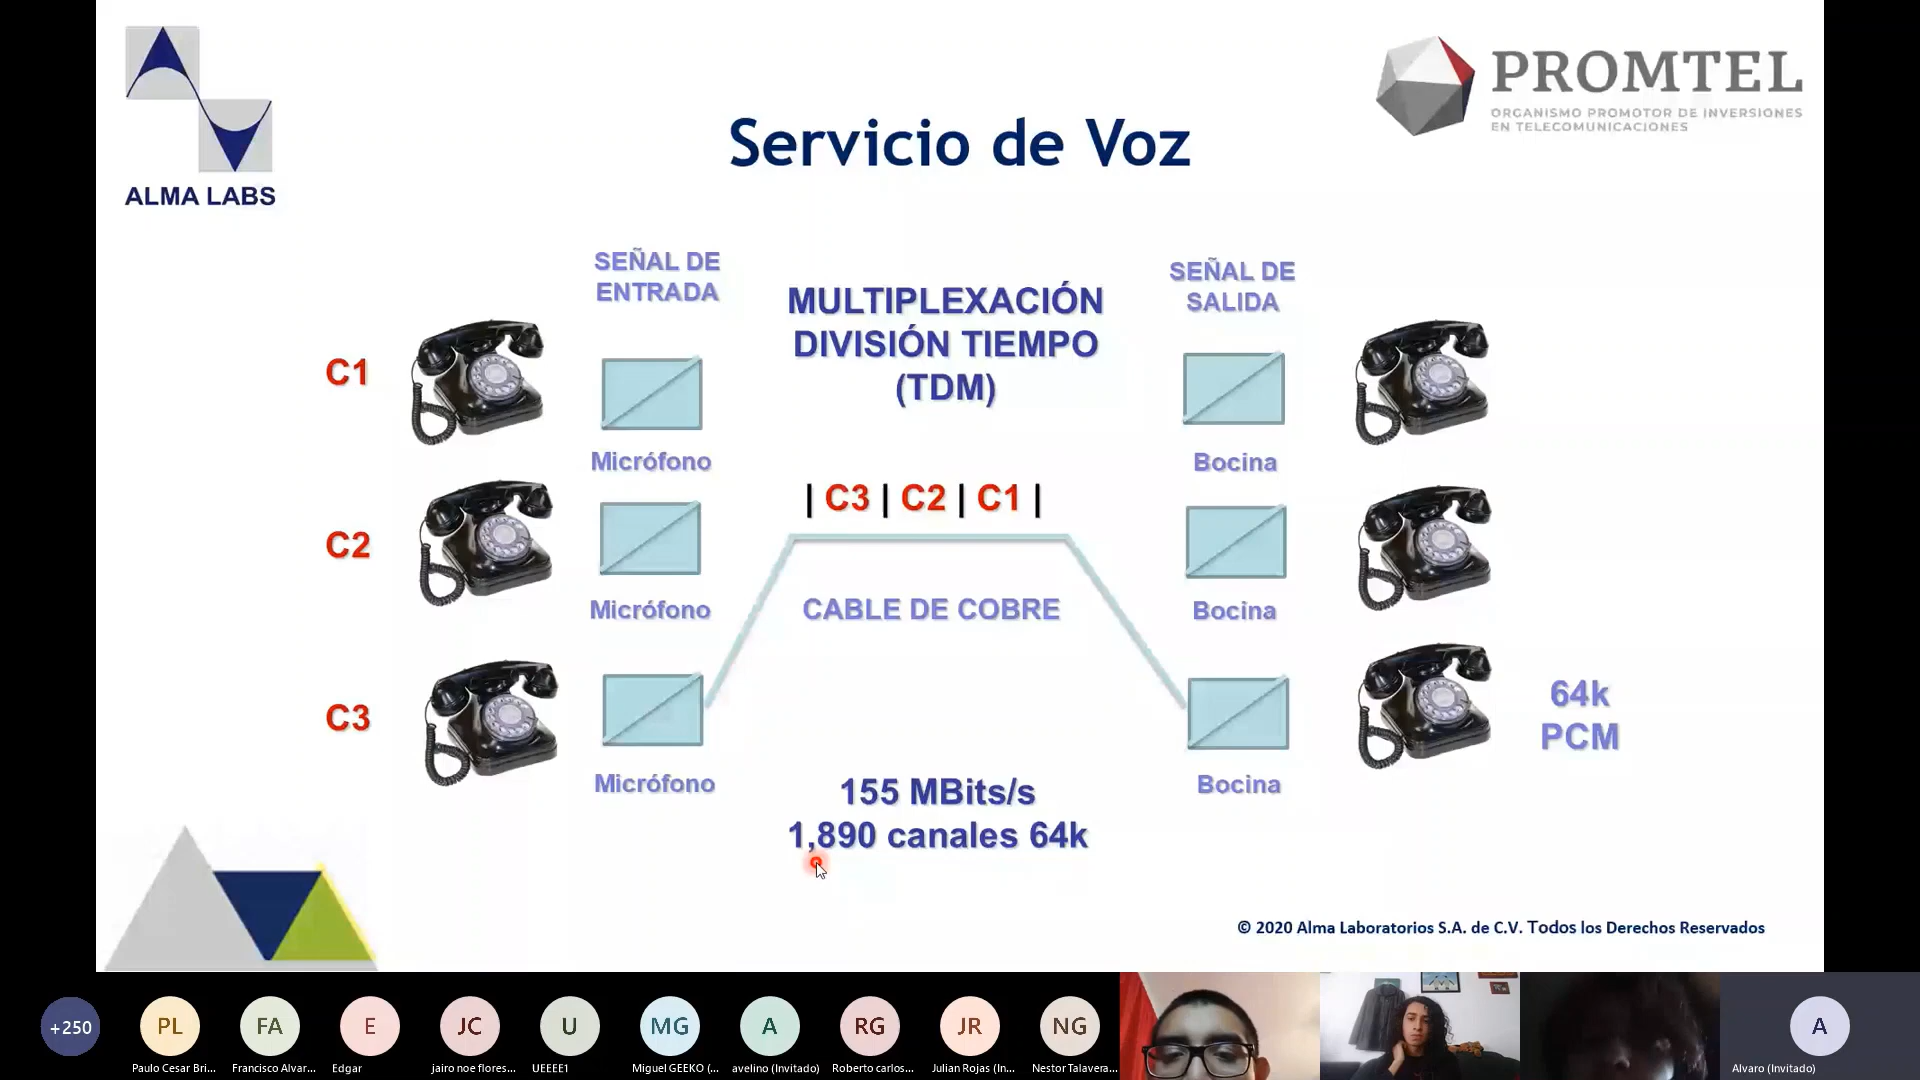 ALMA LABS
PROMTEL
ORGANISMO PROMOTOR DE INVERSIONES
EN TELECOMUNICACIONES
Servicio de Voz
SEÑAL DE
ENTRADA
MULTIPLEXACIÓN
DIVISIÓN TIEMPO
(TDM)
SEÑAL DE
SALIDA
C1
Micrófono
Bocina
| C3 | C2 | C1 |
C2
CABLE DE COBRE
Micrófono
Bocina
C3
64k
PCM
Micrófono
Bocina
155 MBits/s
1,890 canales 64k
© 2020 Alma Laboratorios S.A. de C.V. Todos los Derechos Reservados
+250
PL
FA
E
JC
U
MG
A
RG
JR
NG
A
Paulo Cesar Bri...
Francisco Alvar...
Edgar
jairo noe flores...
UEEEE1
Miguel GEEKO (...
avelino (Invitado)
Roberto carlos...
Julian Rojas (In...
Nestor Talavera...
Alvaro (Invitado)